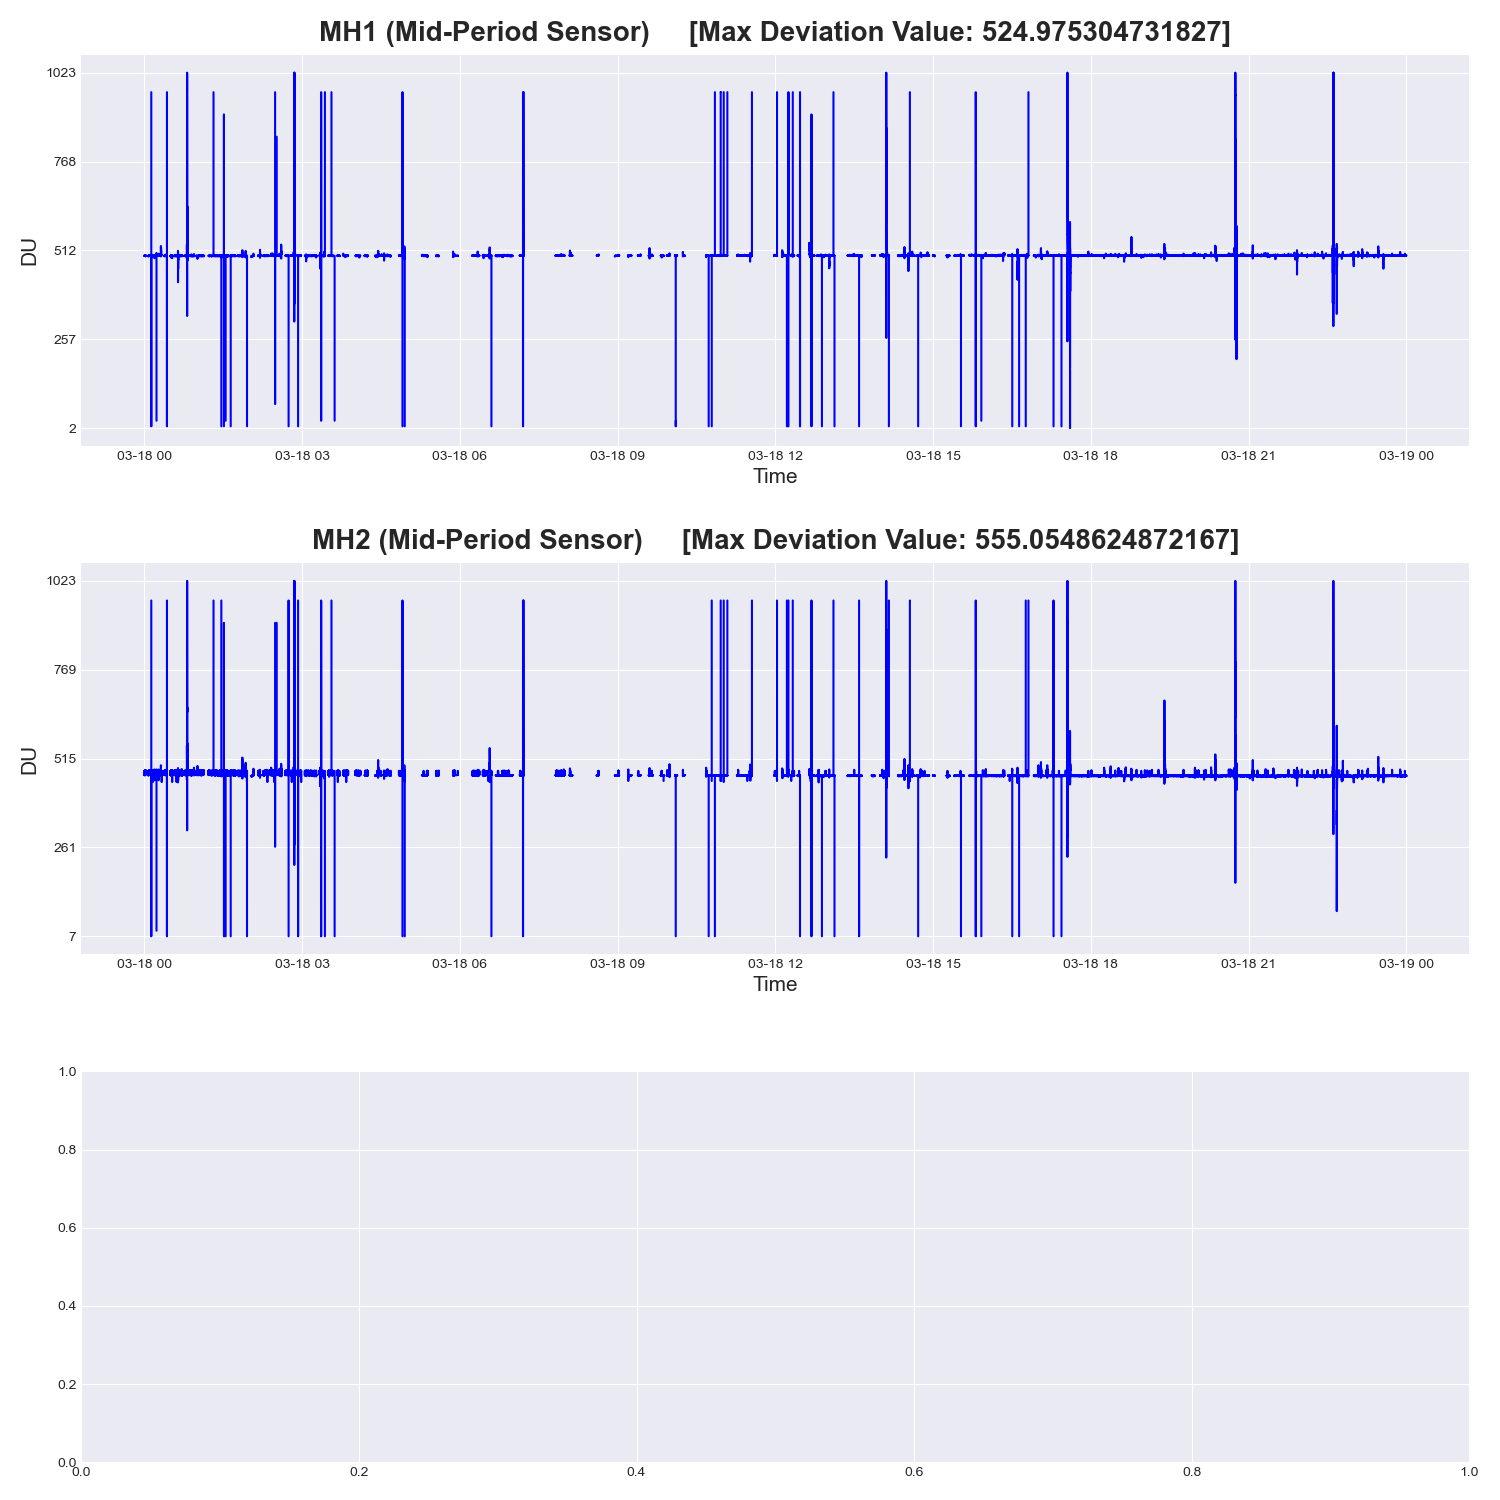 MH1 (Mid-Period Sensor) [Max Deviation Value: 524.975304731827]
1023
768
512
257
2
DU
03-18 00 03-18 03 03-18 06 03-18 09 03-18 12 03-18 15 03-18 18 03-18 21 03-19 00
Time
MH2 (Mid-Period Sensor) [Max Deviation Value: 555.0548624872167]
1023
769
515
261
7
DU
03-18 00 03-18 03 03-18 06 03-18 09 03-18 12 03-18 15 03-18 18 03-18 21 03-19 00
Time
1.0
0.8
0.6
0.4
0.2
0.0
0.0 0.2 0.4 0.6 0.8 1.0